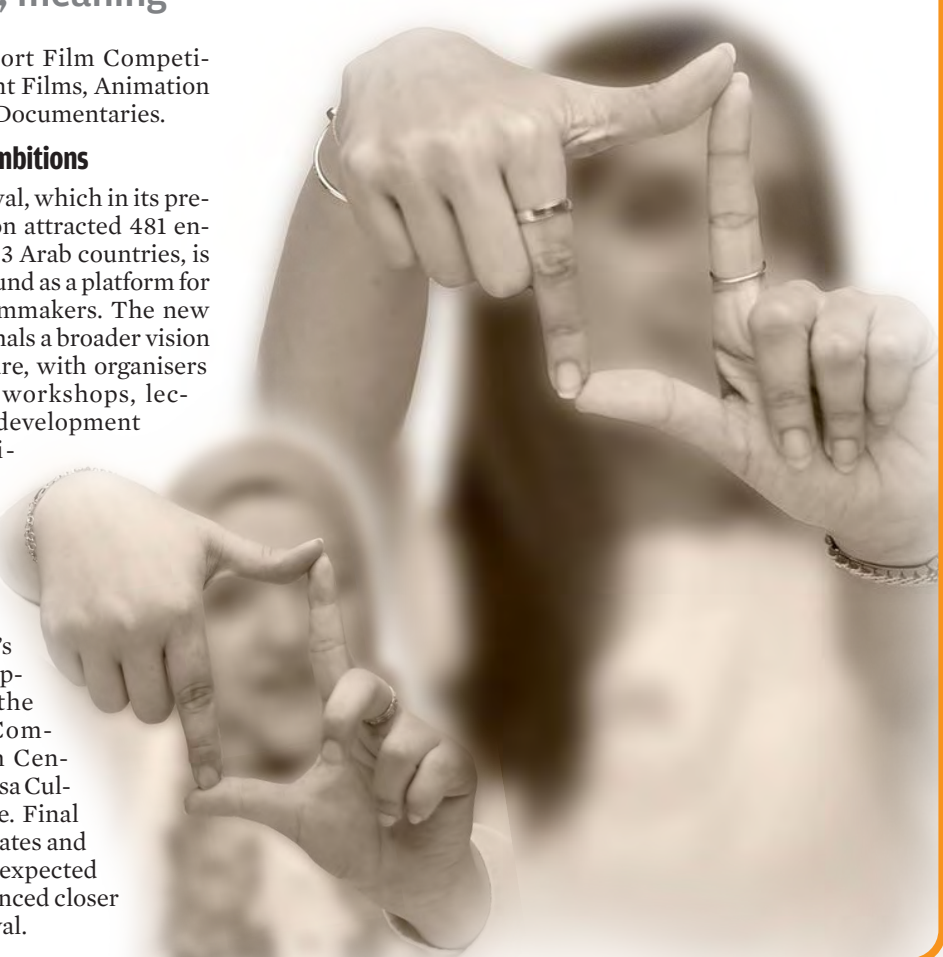 , meaning
ort Film Competi-
nt Films, Animation
Documentaries.
mbitions
val, which in its pre-
on attracted 481 en-
3 Arab countries, is
und as a platform for
mmakers. The new
nals a broader vision
re, with organisers
workshops, lec-
development
i-
's
p-
the
Com-
n Cen-
sa Cul-
e. Final
ates and
expected
nced closer
val.